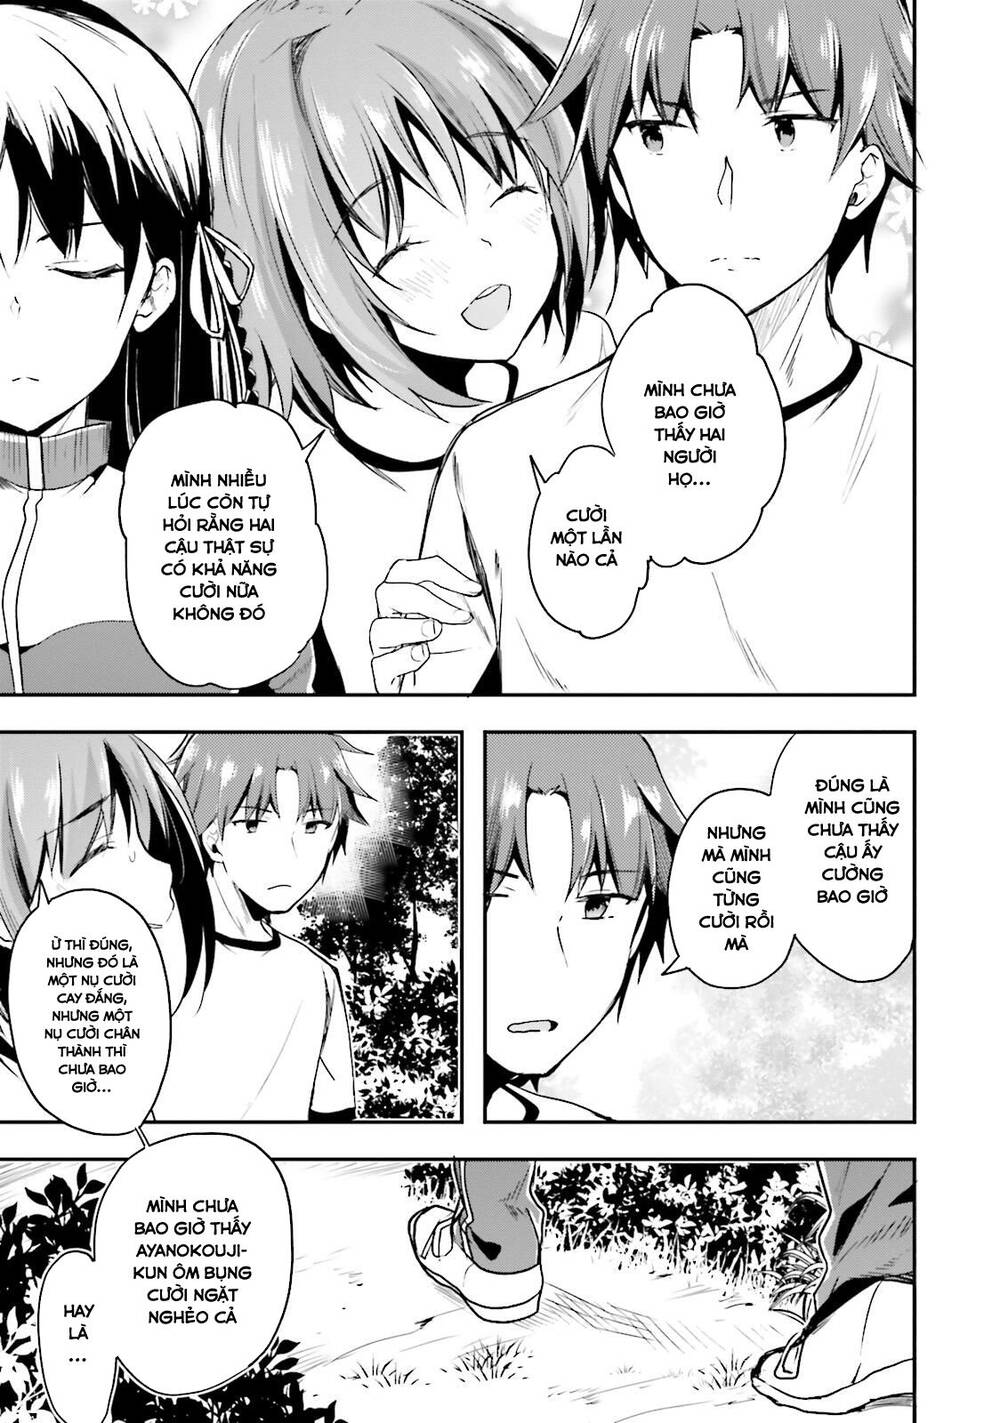 MÌNH CHƯA
BAO GIỜ
THẤY HAI
NGƯỜI
HỌ...
CƯỜI
MỘT LẦN
NÀO CẢ
MÌNH NHIỀU
LÚC CÒN TỰ
HỎI RẰNG HAI
CẬU THẬT SỰ
CÓ KHẢ NĂNG
CƯỜI NỮA
KHÔNG ĐÓ
ĐÚNG LÀ
MÌNH CŨNG
CHƯA THẤY
CẬU ẤY
CƯỜNG
BAO GIỜ
NHƯNG
MÀ MÌNH
CŨNG
TỪNG
CƯỜI RỒI
MÀ
Ừ THÌ ĐÚNG,
NHƯNG ĐÓ LÀ
MỘT NỤ CƯỜI
CAY ĐẮNG,
NHƯNG MỘT
NỤ CƯỜI CHÂN
THÀNH THÌ
CHƯA BAO
GIỜ...
MÌNH CHƯA
BAO GIỜ THẤY
AYANOKOUJI-
KUN ÔM BỤNG
CƯỜI NGẶT
NGHẺO CẢ
HAY
LÀ
...